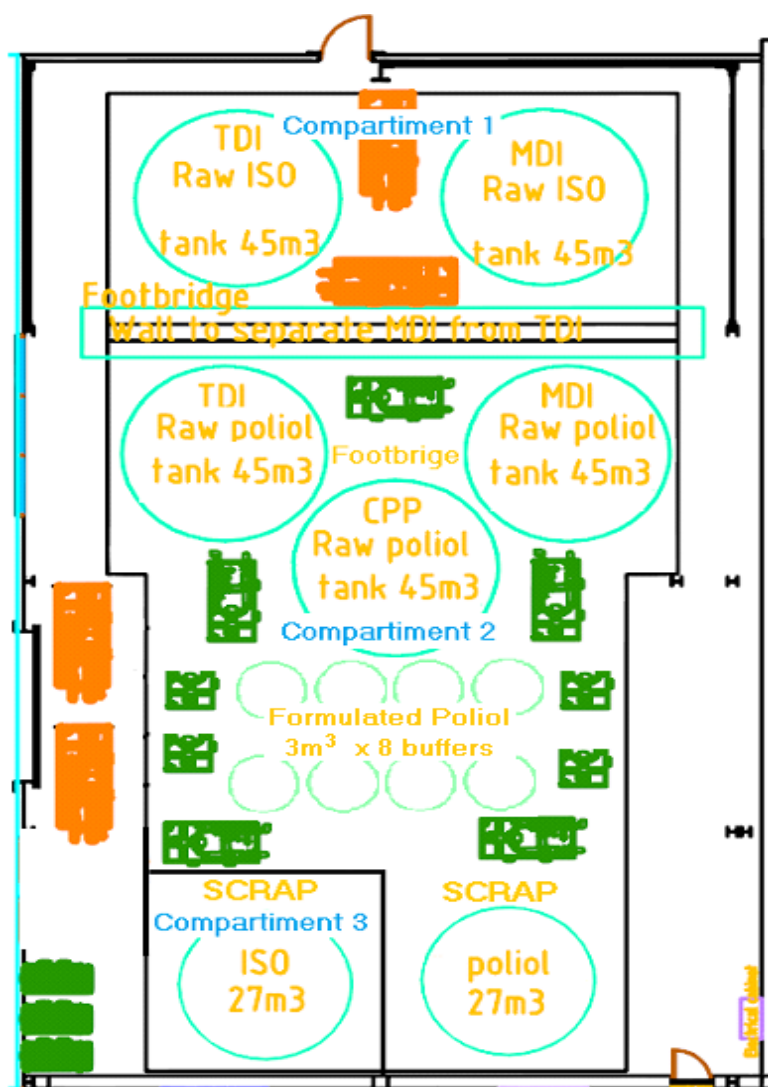 Compartiment 1
TDI
Raw ISO
tank 45m3
MDI
Raw ISO
tank 45m3
Footbridge
Wall to separate MDI from TDI
TDI
Raw poliol
tank 45m3
MDI
Raw poliol
tank 45m3
Footbrige
CPP
Raw poliol
tank 45m3
Compartiment 2
Formulated Poliol
3m³ x 8 buffers
SCRAP
Compartiment 3
ISO
27m3
SCRAP
poliol
27m3